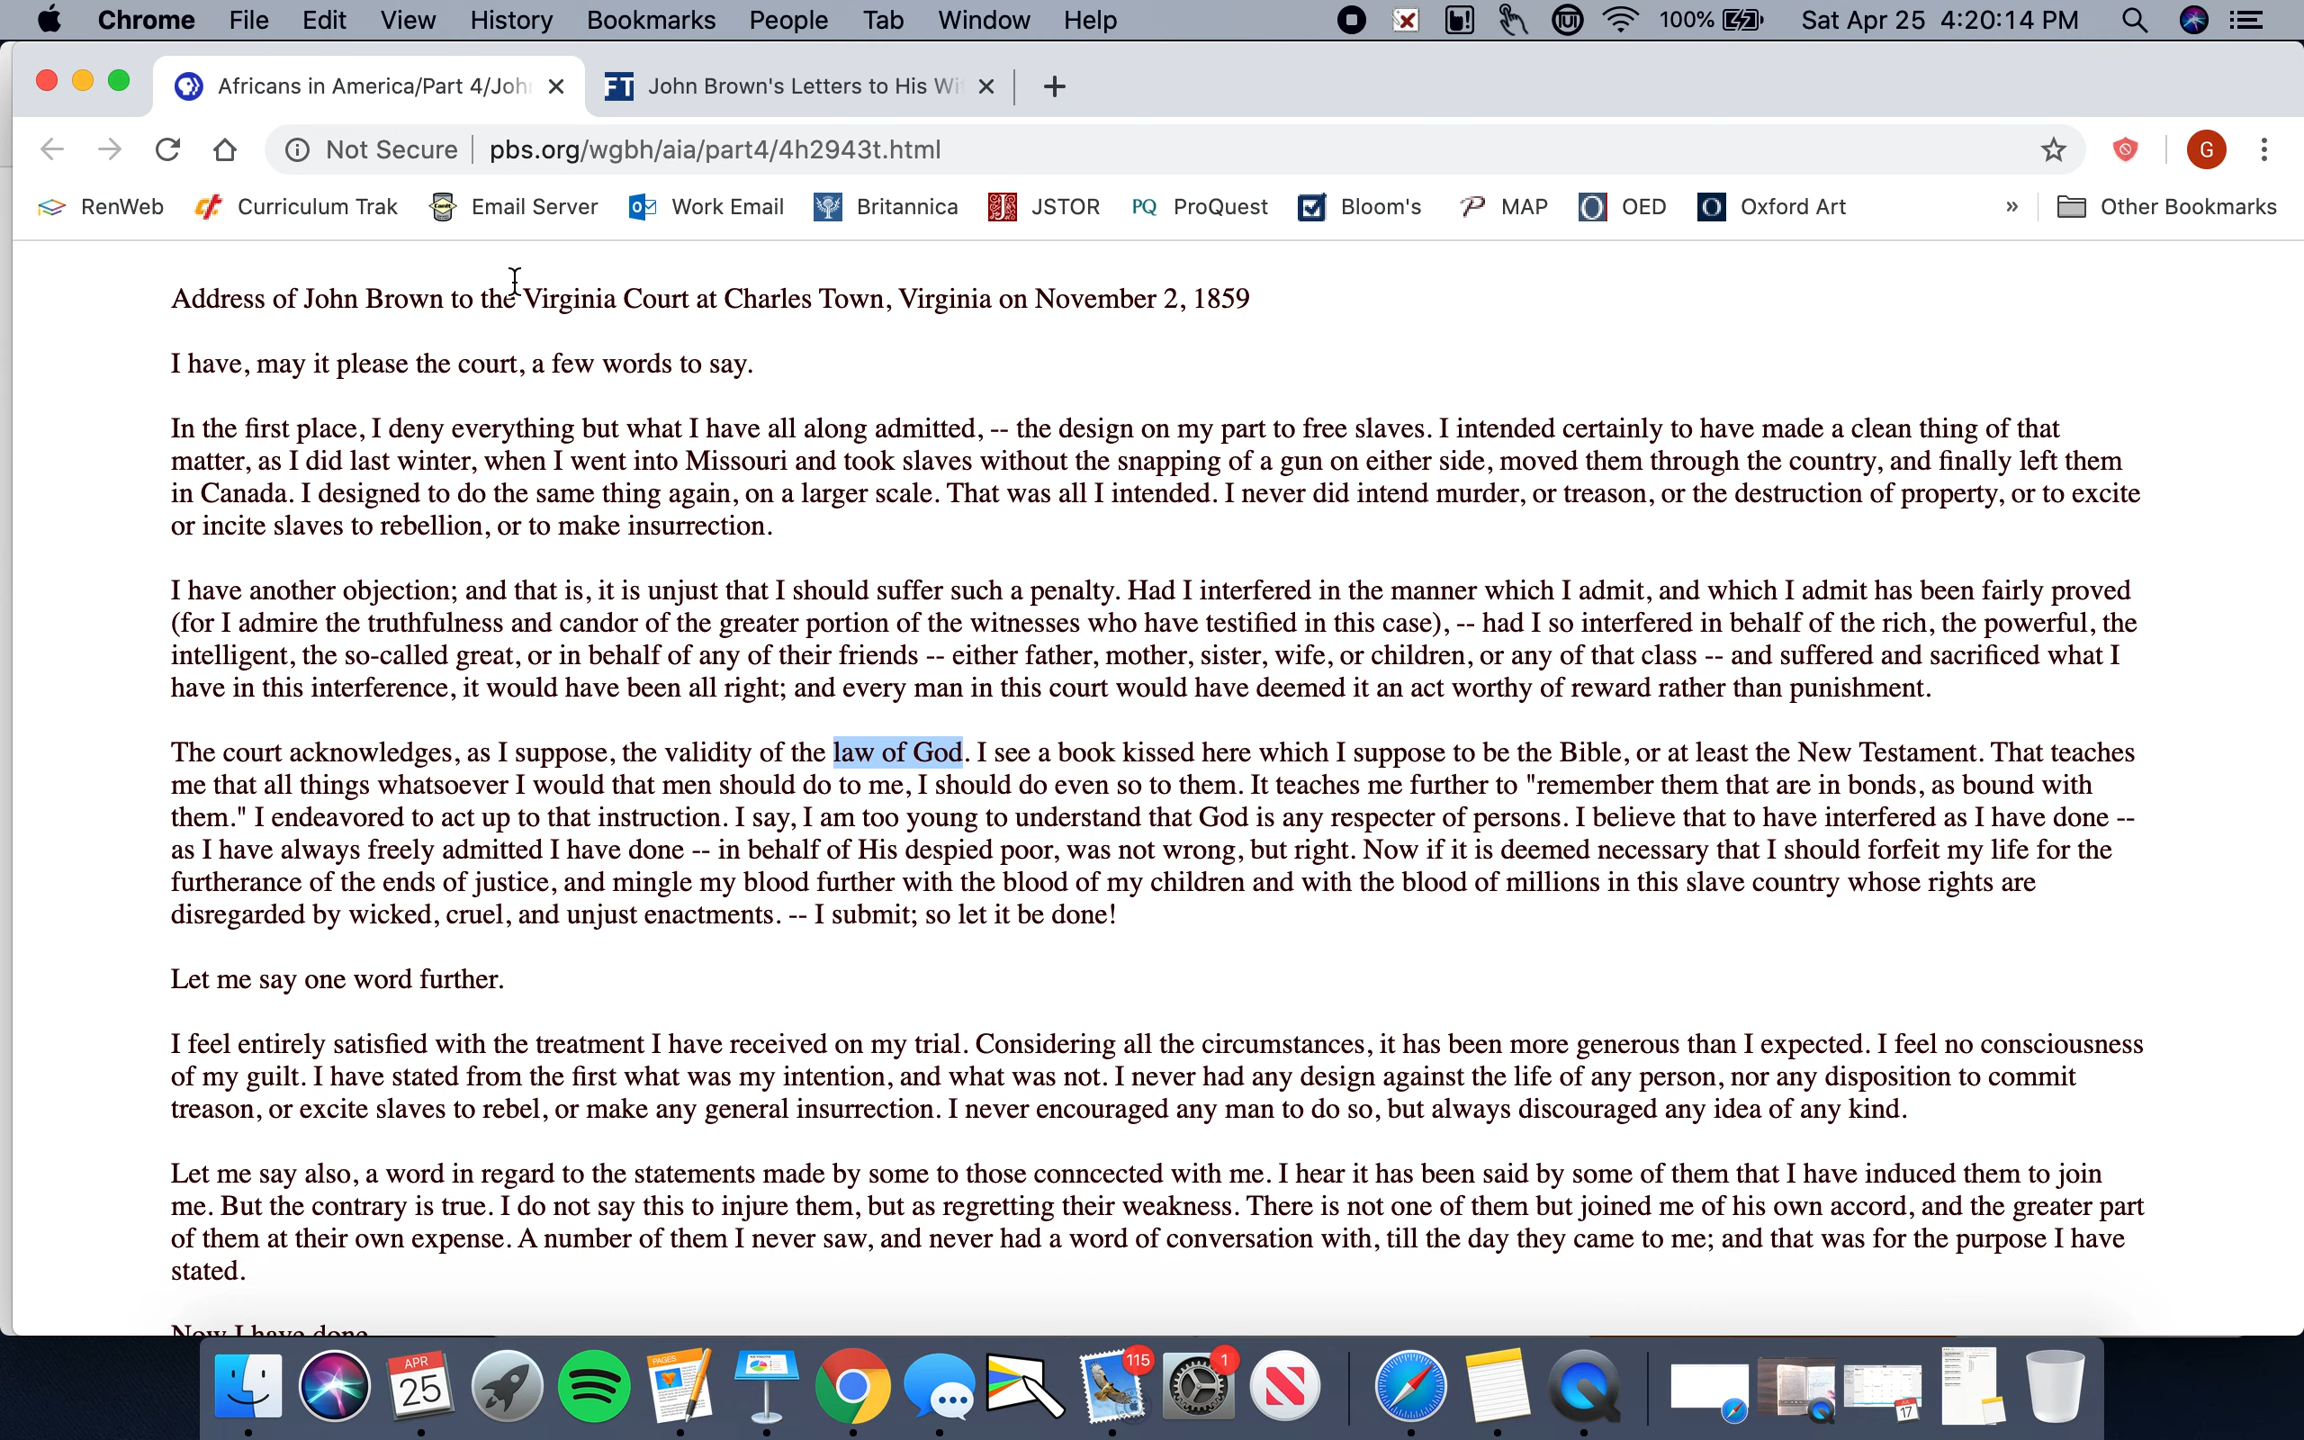 Chrome File Edit View History Bookmarks People Tab Window Help 100% Sat Apr 25 4:20:14 PM
Africans in America/Part 4/Joh FT John Brown's Letters to His Wi
Not Secure pbs.org/wgbh/aia/part4/4h2943t.html G
RenWeb Curriculum Trak Email Server Work Email Britannica JSTOR PQ ProQuest Bloom's MAP OED Oxford Art » Other Bookmarks
Address of John Brown to the Virginia Court at Charles Town, Virginia on November 2, 1859
I have, may it please the court, a few words to say.
In the first place, I deny everything but what I have all along admitted, -- the design on my part to free slaves. I intended certainly to have made a clean thing of that
matter, as I did last winter, when I went into Missouri and took slaves without the snapping of a gun on either side, moved them through the country, and finally left them
in Canada. I designed to do the same thing again, on a larger scale. That was all I intended. I never did intend murder, or treason, or the destruction of property, or to excite
or incite slaves to rebellion, or to make insurrection.
I have another objection; and that is, it is unjust that I should suffer such a penalty. Had I interfered in the manner which I admit, and which I admit has been fairly proved
(for I admire the truthfulness and candor of the greater portion of the witnesses who have testified in this case), -- had I so interfered in behalf of the rich, the powerful, the
intelligent, the so-called great, or in behalf of any of their friends -- either father, mother, sister, wife, or children, or any of that class -- and suffered and sacrificed what I
have in this interference, it would have been all right; and every man in this court would have deemed it an act worthy of reward rather than punishment.
The court acknowledges, as I suppose, the validity of the law of God. I see a book kissed here which I suppose to be the Bible, or at least the New Testament. That teaches
me that all things whatsoever I would that men should do to me, I should do even so to them. It teaches me further to "remember them that are in bonds, as bound with
them." I endeavored to act up to that instruction. I say, I am too young to understand that God is any respecter of persons. I believe that to have interfered as I have done --
as I have always freely admitted I have done -- in behalf of His despied poor, was not wrong, but right. Now if it is deemed necessary that I should forfeit my life for the
furtherance of the ends of justice, and mingle my blood further with the blood of my children and with the blood of millions in this slave country whose rights are
disregarded by wicked, cruel, and unjust enactments. -- I submit; so let it be done!
Let me say one word further.
I feel entirely satisfied with the treatment I have received on my trial. Considering all the circumstances, it has been more generous than I expected. I feel no consciousness
of my guilt. I have stated from the first what was my intention, and what was not. I never had any design against the life of any person, nor any disposition to commit
treason, or excite slaves to rebel, or make any general insurrection. I never encouraged any man to do so, but always discouraged any idea of any kind.
Let me say also, a word in regard to the statements made by some to those conncected with me. I hear it has been said by some of them that I have induced them to join
me. But the contrary is true. I do not say this to injure them, but as regretting their weakness. There is not one of them but joined me of his own accord, and the greater part
of them at their own expense. A number of them I never saw, and never had a word of conversation with, till the day they came to me; and that was for the purpose I have
stated.
Now I have done.
APR 25 PAGES 115 1 N 17